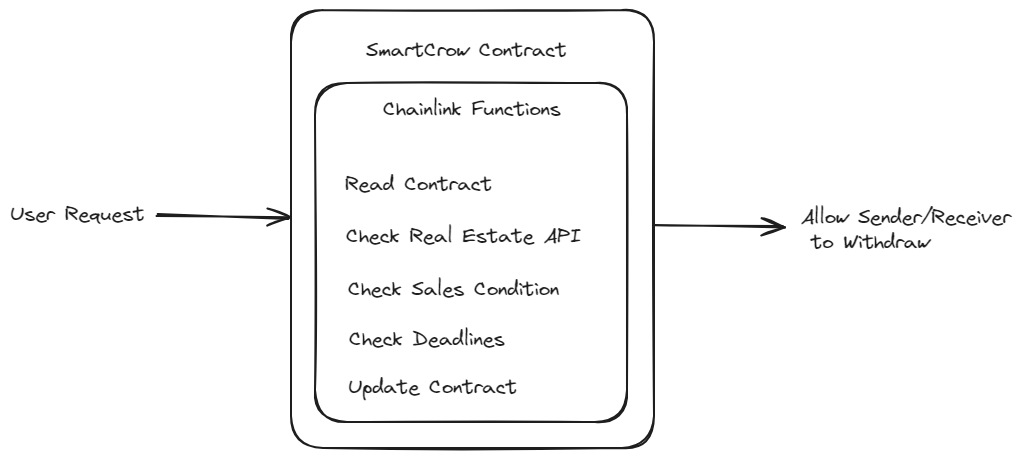 SmartCrow Contract
Chainlink Functions
Read Contract
User Request
Check Real Estate API
Allow Sender/Receiver
to Withdraw
Check Sales Condition
Check Deadlines
Update Contract